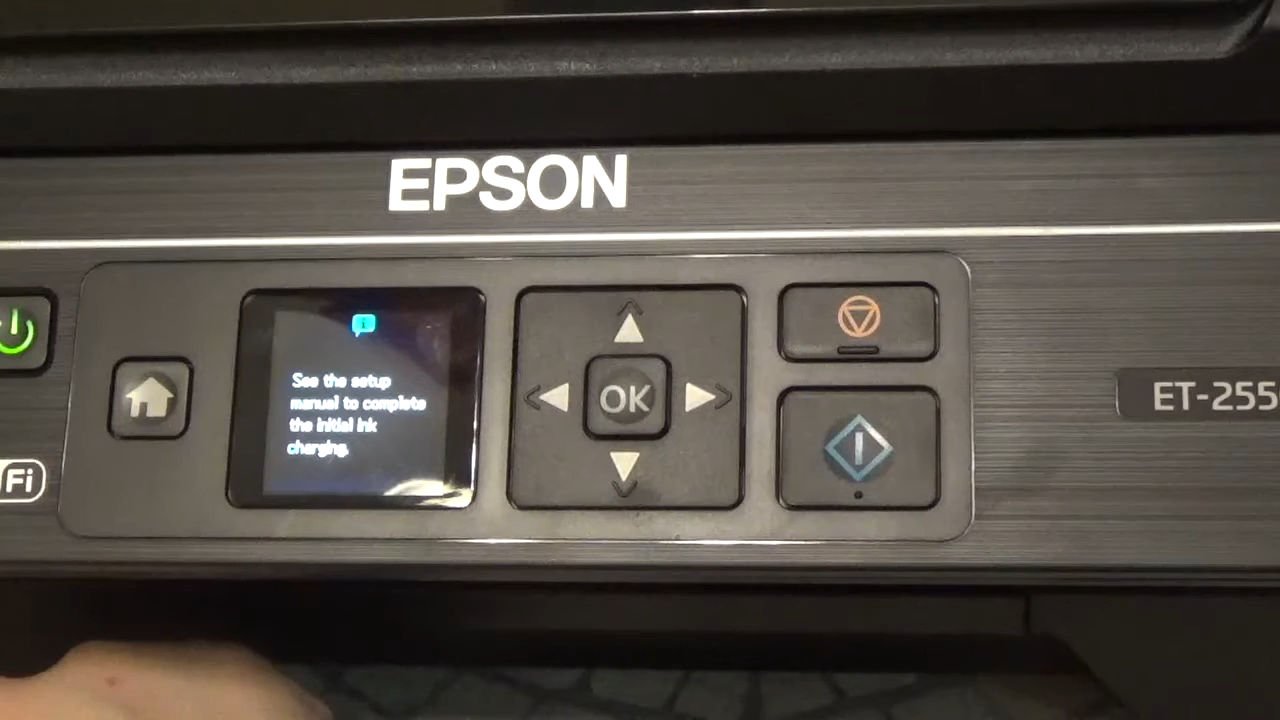 EPSON
See the setup
manual to complete
the initial ink
charging.
OK
ET-255
Fi